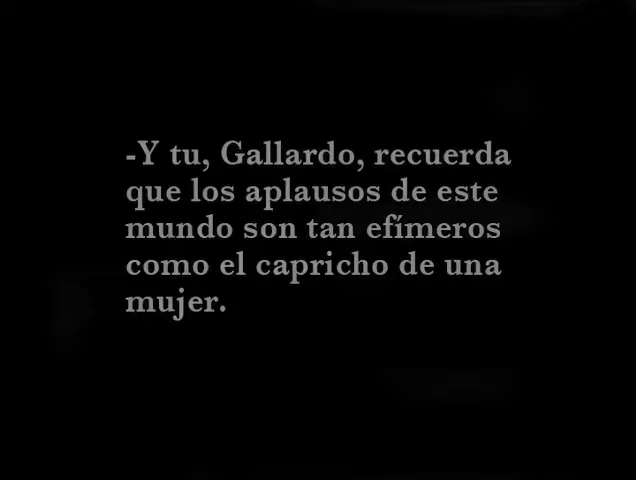 -Y tu, Gallardo, recuerda
que los aplausos de este
mundo son tan efímeros
como el capricho de una
mujer.